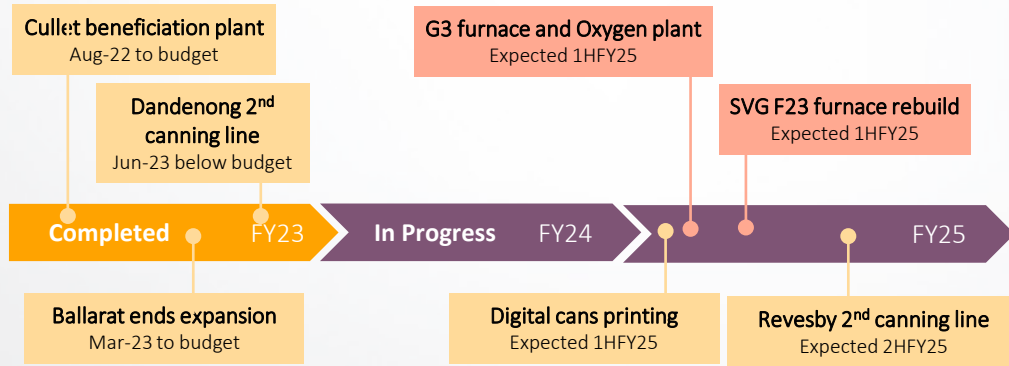 Cullet beneficiation plant
Aug-22 to budget
G3 furnace and Oxygen plant
Expected 1HFY25
Dandenong 2nd
canning line
Jun-23 below budget
SVG F23 furnace rebuild
Expected 1HFY25
Completed FY23
In Progress FY24
FY25
Ballarat ends expansion
Mar-23 to budget
Digital cans printing
Expected 1HFY25
Revesby 2nd canning line
Expected 2HFY25